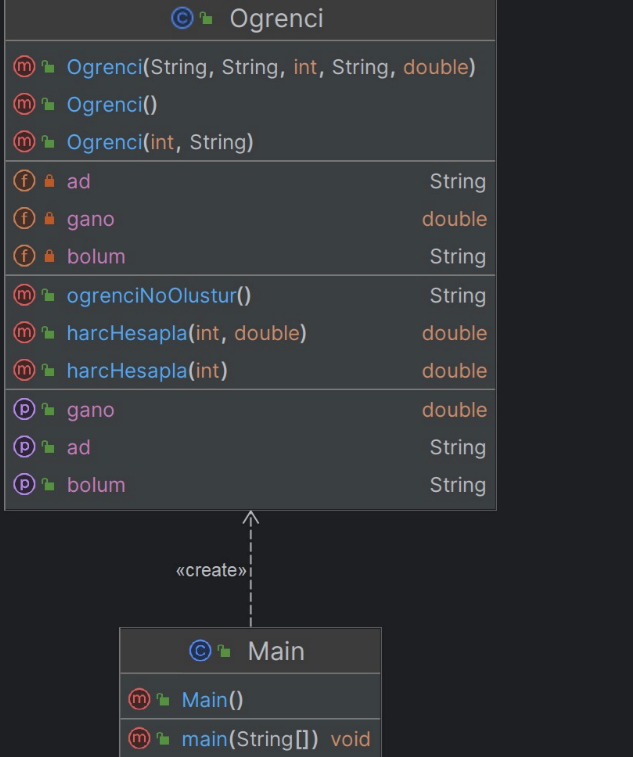 Ogrenci
Ogrenci(String, String, int, String, double)
Ogrenci()
Ogrenci(int, String)
ad String
gano double
bolum String
ogrenciNoOlustur() String
harcHesapla(int, double) double
harcHesapla(int) double
gano double
ad String
bolum String
«create»
Main
Main()
main(String[]) void